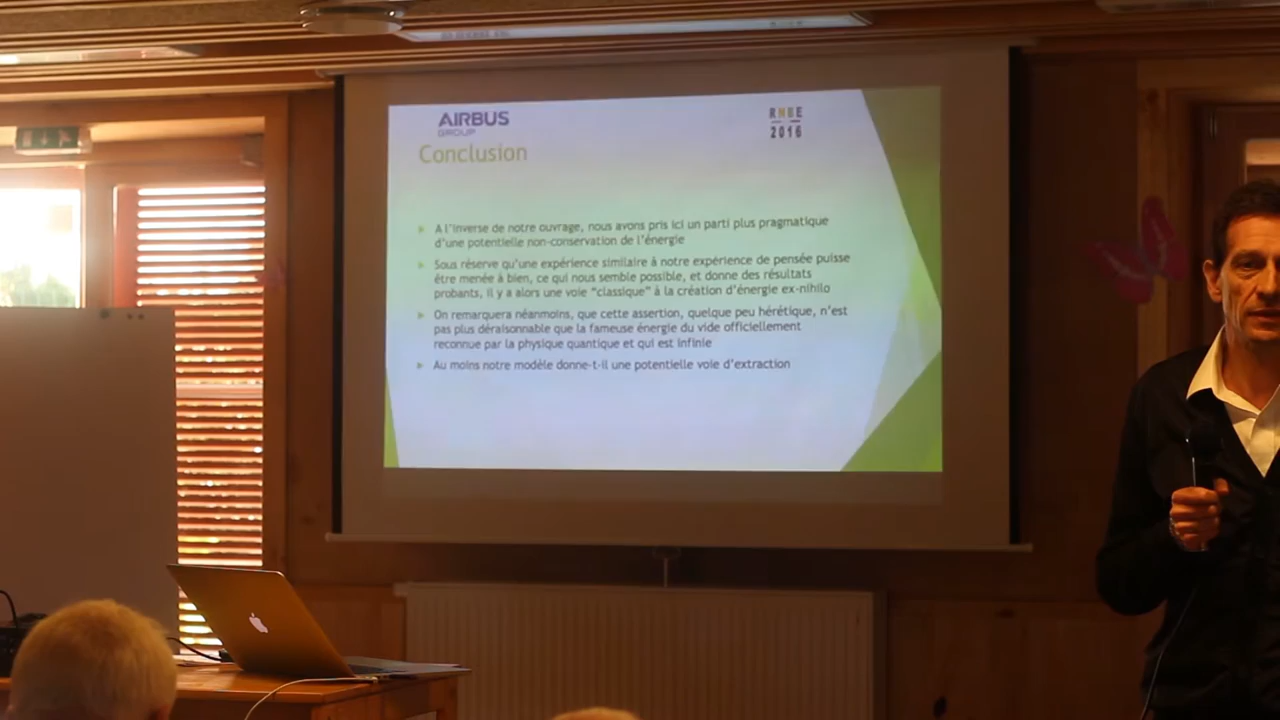 AIRBUS
GROUP
RNBE
2016
Conclusion
A l'inverse de notre ouvrage, nous avons pris ici un parti plus pragmatique
d'une potentielle non-conservation de l'énergie
Sous réserve qu'une expérience similaire à notre expérience de pensée puisse
être menée à bien, ce qui nous semble possible, et donne des résultats
probants, il y a alors une voie "classique" à la création d'énergie ex-nihilo
On remarquera néanmoins, que cette assertion, quelque peu hérétique, n'est
pas plus déraisonnable que la fameuse énergie du vide officiellement
reconnue par la physique quantique et qui est infinie
Au moins notre modèle donne-t-il une potentielle voie d'extraction